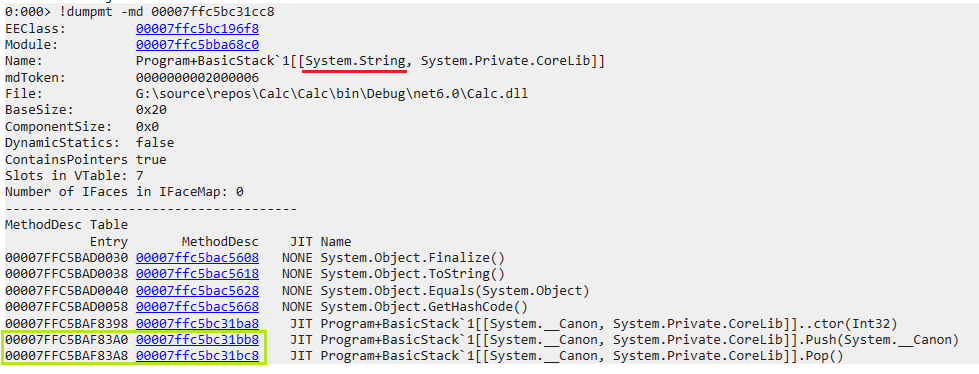 0:000> !dumpmt -md 00007ffc5bc31cc8
EEClass: 00007ffc5bc196f8
Module: 00007ffc5bba68c0
Name: Program+BasicStack`1[[System.String, System.Private.CoreLib]]
mdToken: 0000000002000006
File: G:\source\repos\Calc\Calc\bin\Debug\net6.0\Calc.dll
BaseSize: 0x20
ComponentSize: 0x0
DynamicStatics: false
ContainsPointers true
Slots in VTable: 7
Number of IFaces in IFaceMap: 0
--------------------------------------
MethodDesc Table
Entry MethodDesc JIT Name
00007FFC5BAD0030 00007ffc5bac5608 NONE System.Object.Finalize()
00007FFC5BAD0038 00007ffc5bac5618 NONE System.Object.ToString()
00007FFC5BAD0040 00007ffc5bac5628 NONE System.Object.Equals(System.Object)
00007FFC5BAD0058 00007ffc5bac5668 NONE System.Object.GetHashCode()
00007FFC5BAF8398 00007ffc5bc31ba8 JIT Program+BasicStack`1[[System.__Canon, System.Private.CoreLib]]..ctor(Int32)
00007FFC5BAF83A0 00007ffc5bc31bb8 JIT Program+BasicStack`1[[System.__Canon, System.Private.CoreLib]].Push(System.__Canon)
00007FFC5BAF83A8 00007ffc5bc31bc8 JIT Program+BasicStack`1[[System.__Canon, System.Private.CoreLib]].Pop()